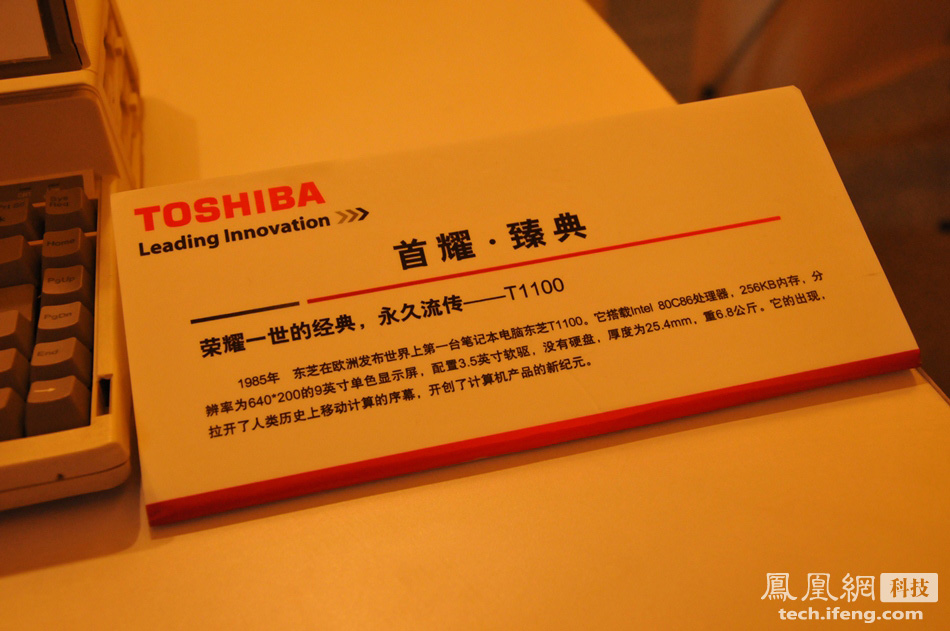 TOSHIBA
Leading Innovation >>>
首耀·臻典
荣耀一世的经典，永久流传——T1100
1985年 东芝在欧洲发布世界上第一台笔记本电脑东芝T1100。它搭载Intel 80C86处理器，256KB内存，分
辨率为640*200的9英寸单色显示屏，配置3.5英寸软驱，没有硬盘，厚度为25.4mm，重6.8公斤。它的出现，
拉开了人类历史上移动计算的序幕，开创了计算机产品的新纪元。
Home
PgUp
PgDn
End
鳳凰網 科技
tech.ifeng.com